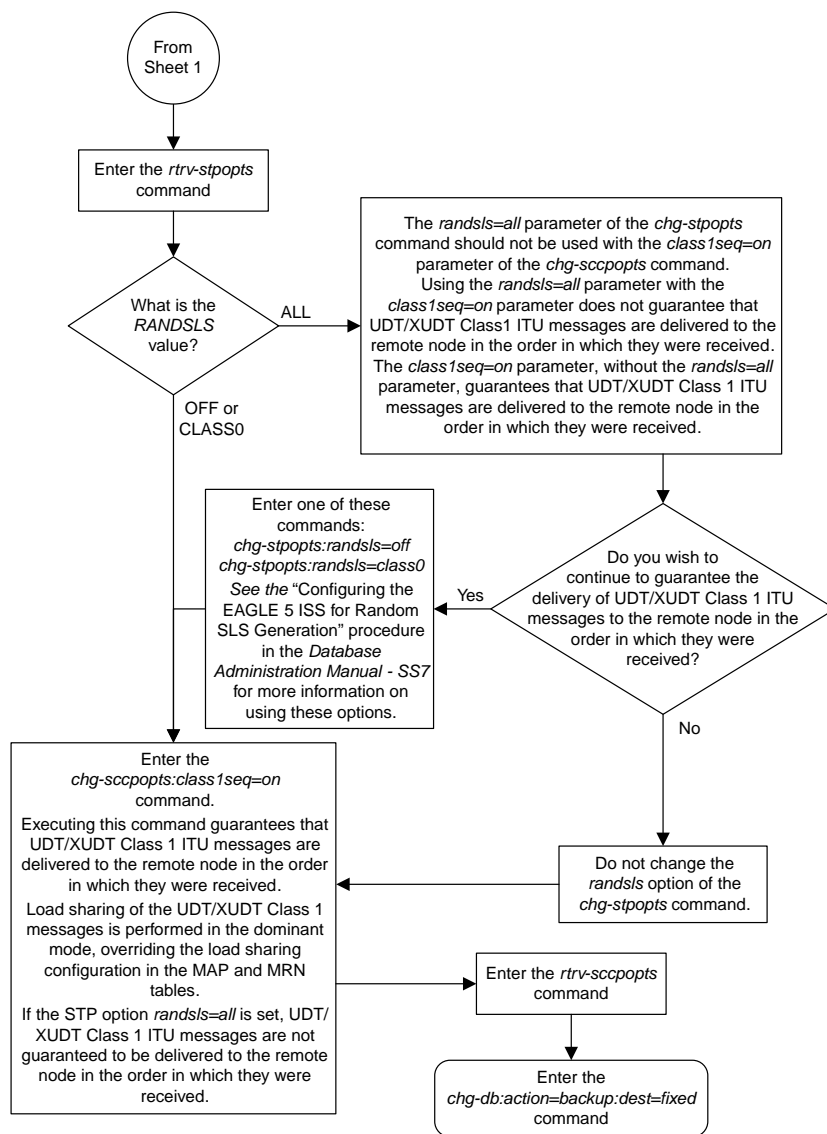 From
Sheet 1
Enter the rtrv-stpopts
command
What is the
RANDSLS
value?
ALL
OFF or
CLASS0
The randsls=all parameter of the chg-stpopts
command should not be used with the class1seq=on
parameter of the chg-sccpopts command.
Using the randsls=all parameter with the
class1seq=on parameter does not guarantee that
UDT/XUDT Class1 ITU messages are delivered to the
remote node in the order in which they were received.
The class1seq=on parameter, without the randsls=all
parameter, guarantees that UDT/XUDT Class 1 ITU
messages are delivered to the remote node in the
order in which they were received.
Do you wish to
continue to guarantee the
delivery of UDT/XUDT Class 1 ITU
messages to the remote node in the
order in which they were
received?
Yes
No
Enter one of these
commands:
chg-stpopts:randsls=off
chg-stpopts:randsls=class0
See the “Configuring the
EAGLE 5 ISS for Random
SLS Generation” procedure
in the Database
Administration Manual - SS7
for more information on
using these options.
Do not change the
randsls option of the
chg-stpopts command.
Enter the
chg-sccpopts:class1seq=on
command.
Executing this command guarantees that
UDT/XUDT Class 1 ITU messages are
delivered to the remote node in the order
in which they were received.
Load sharing of the UDT/XUDT Class 1
messages is performed in the dominant
mode, overriding the load sharing
configuration in the MAP and MRN
tables.
If the STP option randsls=all is set, UDT/
XUDT Class 1 ITU messages are not
guaranteed to be delivered to the remote
node in the order in which they were
received.
Enter the rtrv-sccpopts
command
Enter the
chg-db:action=backup:dest=fixed
command